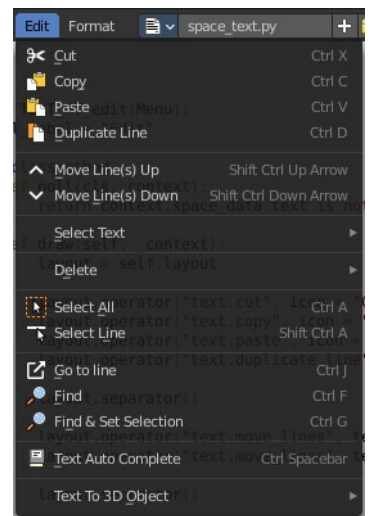 Edit Format space_text.py +
Cut Ctrl X
Copy Ctrl C
Paste Ctrl V
Duplicate Line Ctrl D
Move Line(s) Up Shift Ctrl Up Arrow
Move Line(s) Down Shift Ctrl Down Arrow
Select Text
Delete
Select All Ctrl A
Select Line Shift Ctrl A
Go to line Ctrl J
Find Ctrl F
Find & Set Selection Ctrl G
Text Auto Complete Ctrl Spacebar
Text To 3D Object